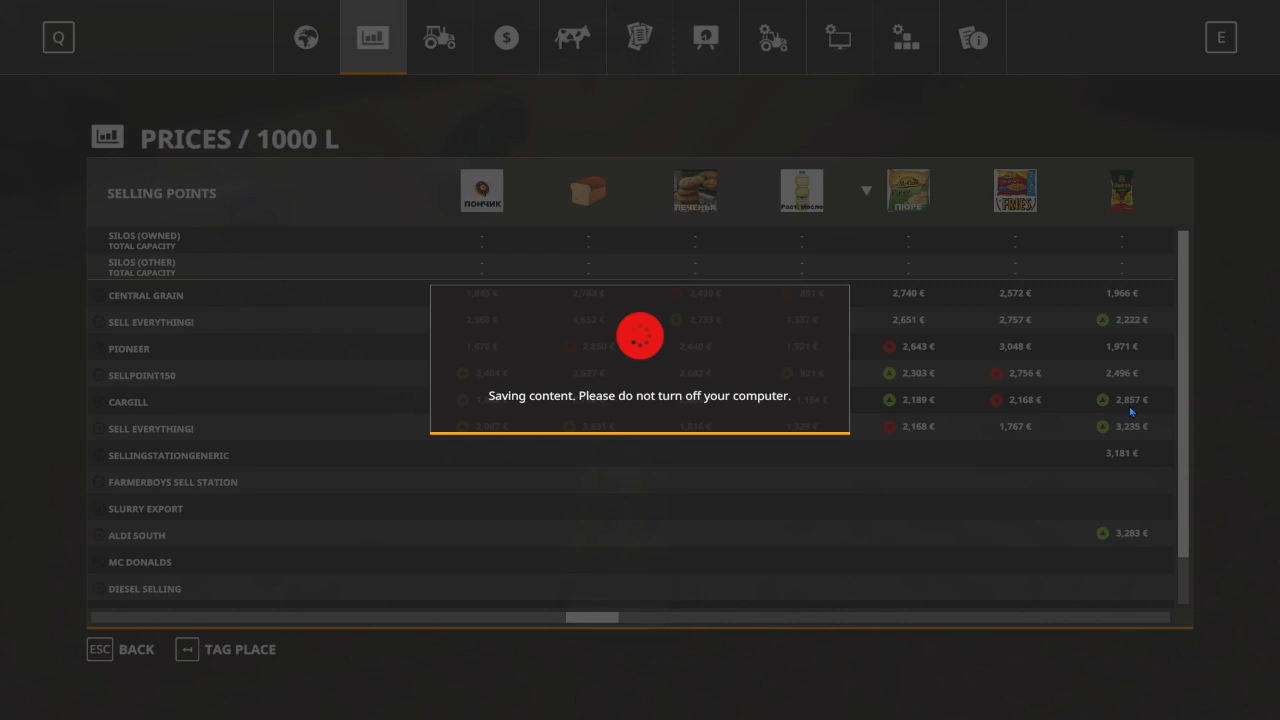 Q
E
PRICES / 1000 L
SELLING POINTS
ПОНЧИК
ПЕЧЕНЬЯ
Раст. масло
ПЮРЕ
FRIES
SILOS (OWNED) - - - - - - -
TOTAL CAPACITY - - - - - - -
SILOS (OTHER) - - - - - - -
TOTAL CAPACITY - - - - - - -
CENTRAL GRAIN 2,740 € 2,572 € 1,966 €
SELL EVERYTHING! 2,651 € 2,757 € 2,222 €
PIONEER 2,643 € 3,048 € 1,971 €
SELLPOINT150 2,303 € 2,756 € 2,496 €
CARGILL 2,189 € 2,168 € 2,857 €
SELL EVERYTHING! 2,168 € 1,767 € 3,235 €
SELLINGSTATIONGENERIC 3,181 €
FARMERBOYS SELL STATION
SLURRY EXPORT
ALDI SOUTH 3,283 €
MC DONALDS
DIESEL SELLING
Saving content. Please do not turn off your computer.
ESC BACK TAG PLACE